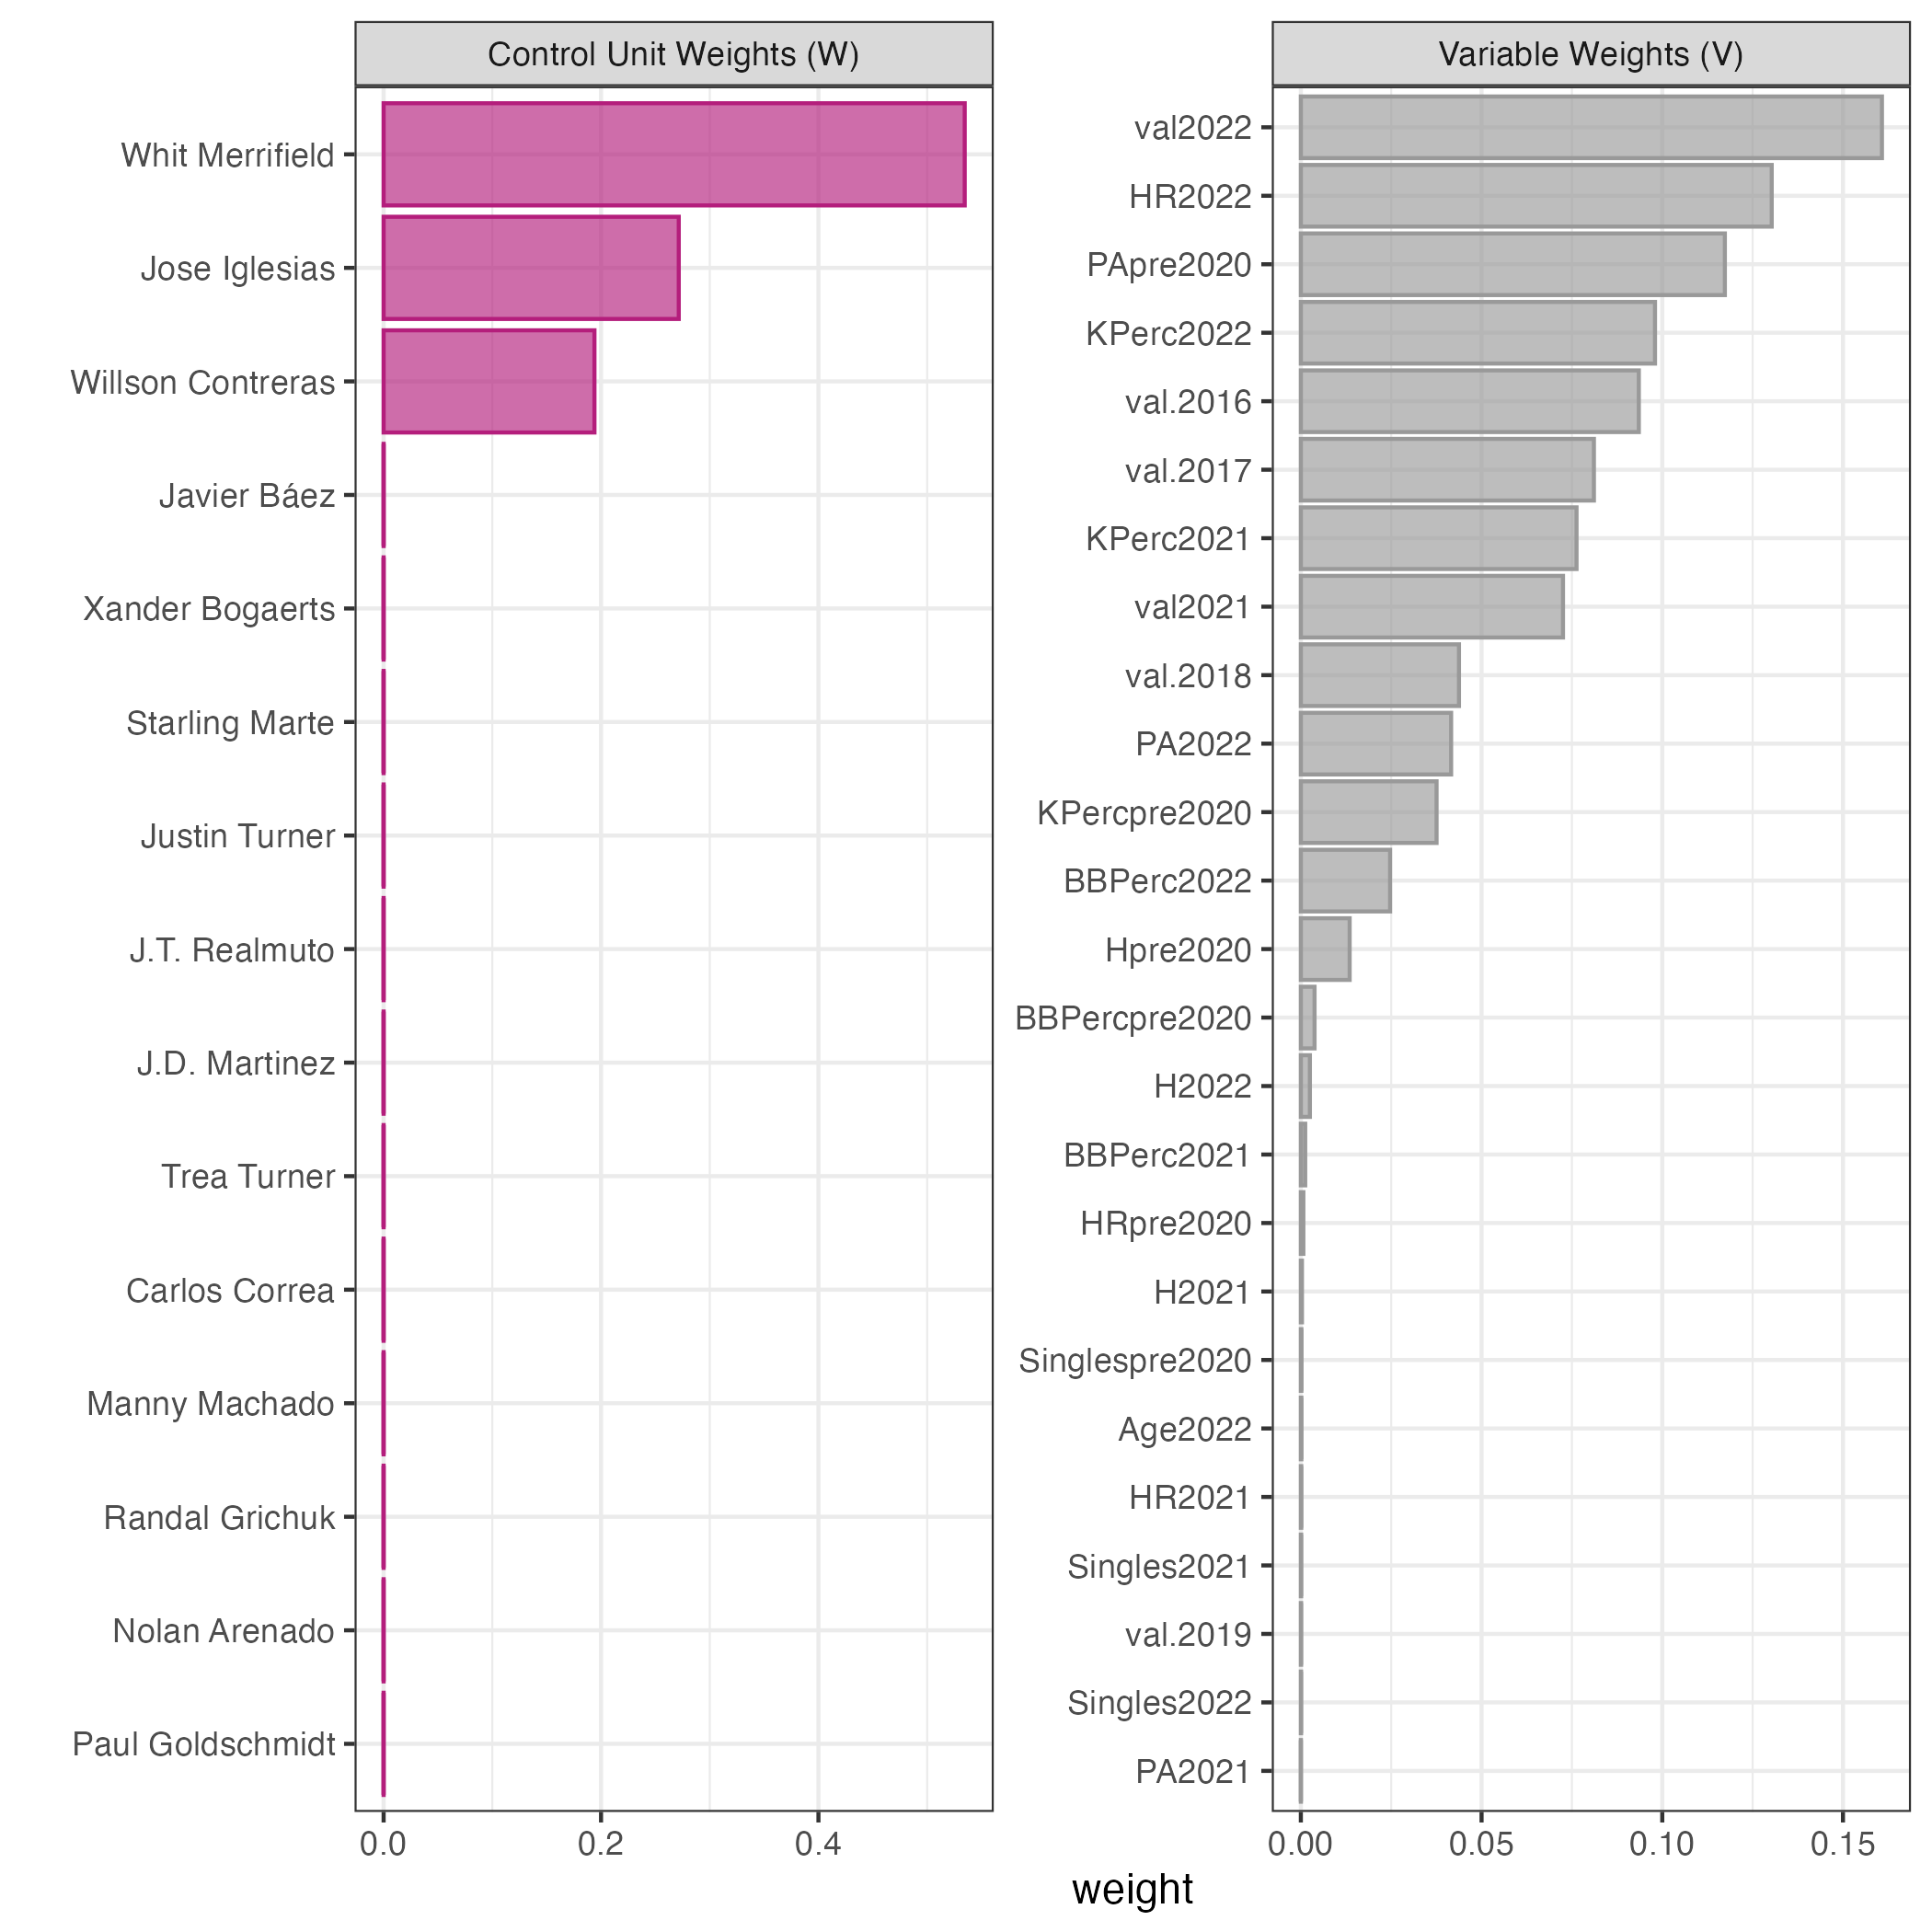 Control Unit Weights (W)
Whit Merrifield
Jose Iglesias
Willson Contreras
Javier Báez
Xander Bogaerts
Starling Marte
Justin Turner
J.T. Realmuto
J.D. Martinez
Trea Turner
Carlos Correa
Manny Machado
Randal Grichuk
Nolan Arenado
Paul Goldschmidt
0.0 0.2 0.4
Variable Weights (V)
val2022
HR2022
PApre2020
KPerc2022
val.2016
val.2017
KPerc2021
val2021
val.2018
PA2022
KPercpre2020
BBPerc2022
Hpre2020
BBPercpre2020
H2022
BBPerc2021
HRpre2020
H2021
Singlespre2020
Age2022
HR2021
Singles2021
val.2019
Singles2022
PA2021
0.00 0.05 0.10 0.15
weight